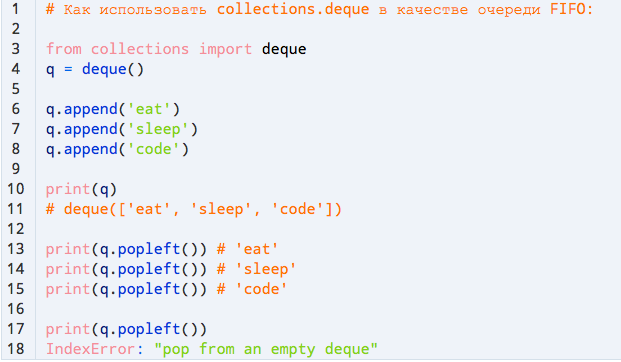 1 # Как использовать collections.deque в качестве очереди FIFO:
2
3 from collections import deque
4 q = deque()
5
6 q.append('eat')
7 q.append('sleep')
8 q.append('code')
9
10 print(q)
11 # deque(['eat', 'sleep', 'code'])
12
13 print(q.popleft()) # 'eat'
14 print(q.popleft()) # 'sleep'
15 print(q.popleft()) # 'code'
16
17 print(q.popleft())
18 IndexError: "pop from an empty deque"